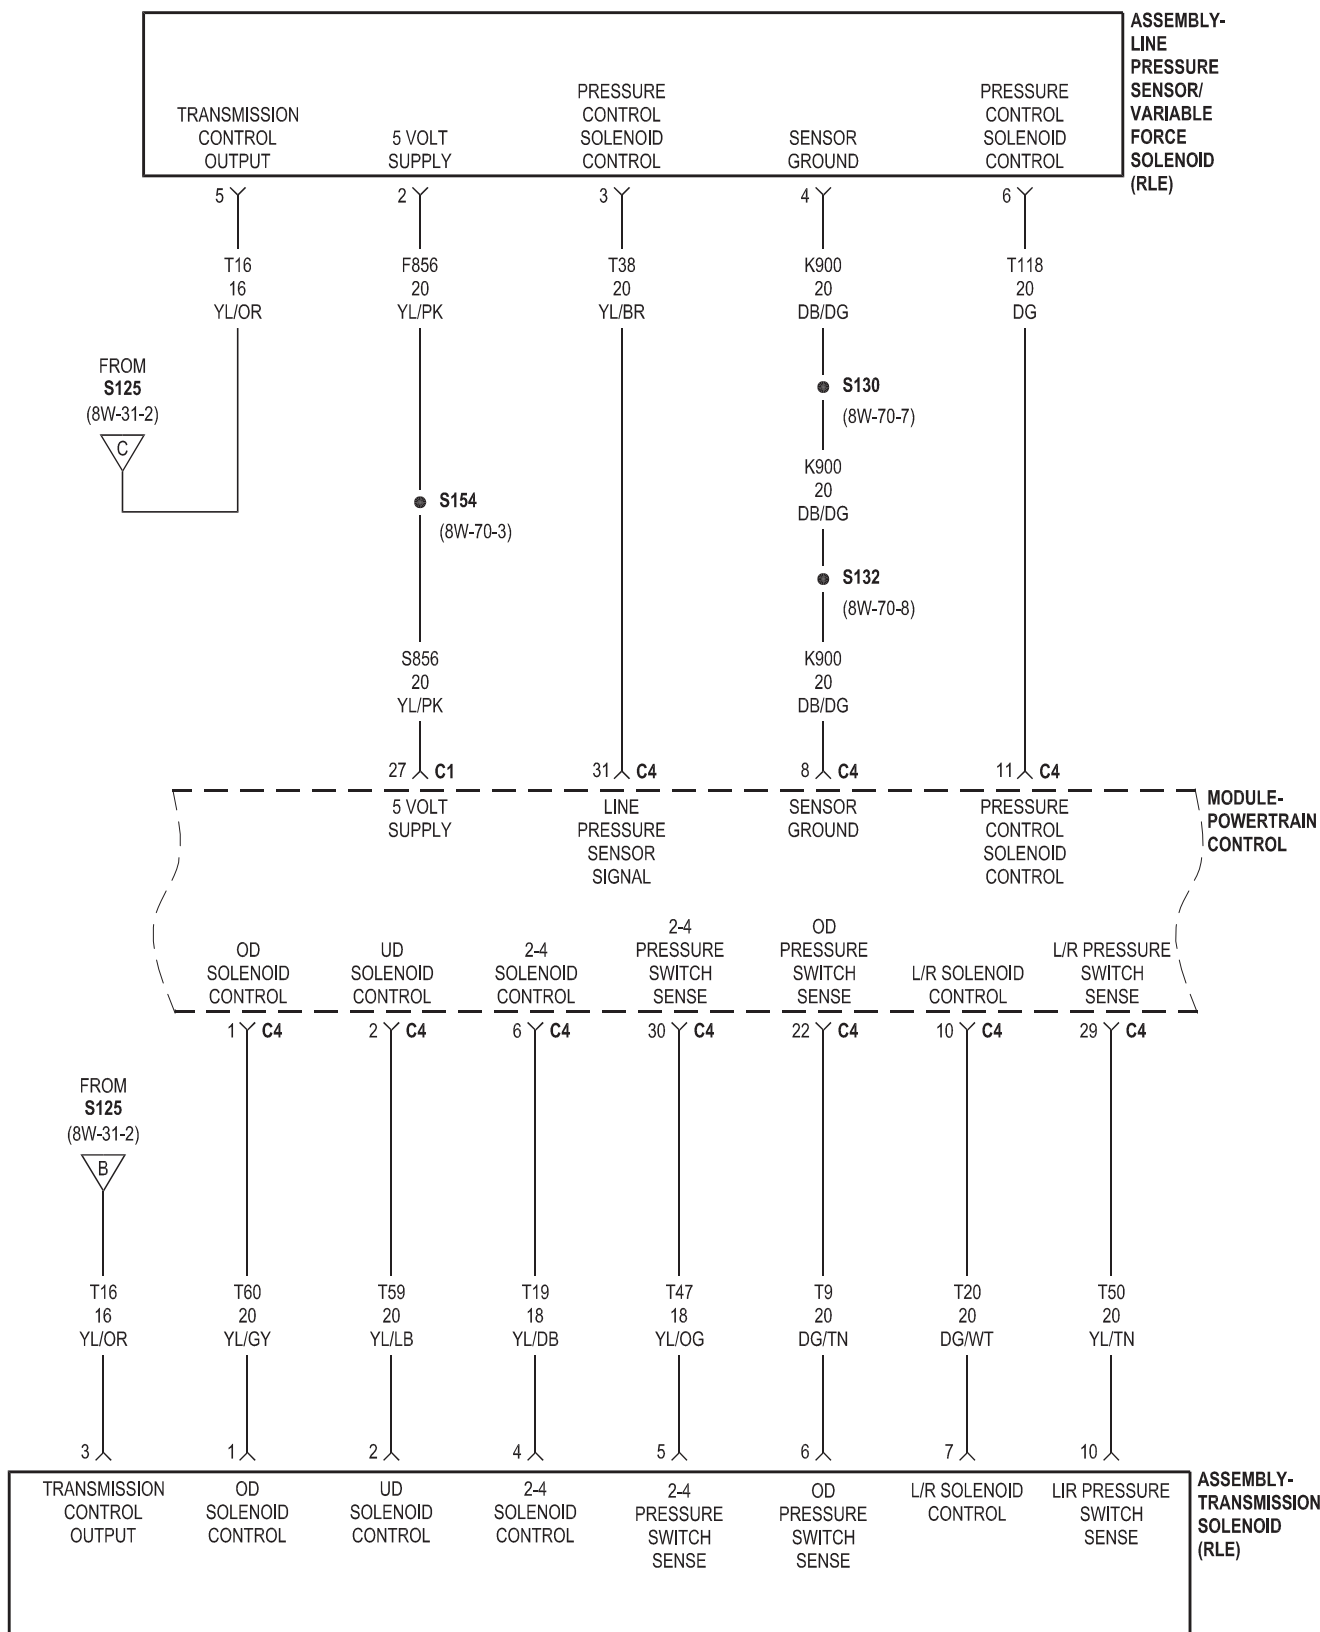 ASSEMBLY-
LINE
PRESSURE
SENSOR/
VARIABLE
FORCE
SOLENOID
(RLE)
TRANSMISSION
CONTROL
OUTPUT
5 VOLT
SUPPLY
PRESSURE
CONTROL
SOLENOID
CONTROL
SENSOR
GROUND
PRESSURE
CONTROL
SOLENOID
CONTROL
5
2
3
4
6
T16
16
YL/OR
F856
20
YL/PK
T38
20
YL/BR
K900
20
DB/DG
T118
20
DG
FROM
S125
(8W-31-2)
C
S130
(8W-70-7)
K900
20
DB/DG
S154
(8W-70-3)
S132
(8W-70-8)
S856
20
YL/PK
K900
20
DB/DG
27 C1
31 C4
8 C4
11 C4
MODULE-
POWERTRAIN
CONTROL
5 VOLT
SUPPLY
LINE
PRESSURE
SENSOR
SIGNAL
SENSOR
GROUND
PRESSURE
CONTROL
SOLENOID
CONTROL
OD
SOLENOID
CONTROL
UD
SOLENOID
CONTROL
2-4
SOLENOID
CONTROL
2-4
PRESSURE
SWITCH
SENSE
OD
PRESSURE
SWITCH
SENSE
L/R SOLENOID
CONTROL
L/R PRESSURE
SWITCH
SENSE
1 C4
2 C4
6 C4
30 C4
22 C4
10 C4
29 C4
FROM
S125
(8W-31-2)
B
T16
16
YL/OR
T60
20
YL/GY
T59
20
YL/LB
T19
18
YL/DB
T47
18
YL/OG
T9
20
DG/TN
T20
20
DG/WT
T50
20
YL/TN
3
1
2
4
5
6
7
10
TRANSMISSION
CONTROL
OUTPUT
OD
SOLENOID
CONTROL
UD
SOLENOID
CONTROL
2-4
SOLENOID
CONTROL
2-4
PRESSURE
SWITCH
SENSE
OD
PRESSURE
SWITCH
SENSE
L/R SOLENOID
CONTROL
LIR PRESSURE
SWITCH
SENSE
ASSEMBLY-
TRANSMISSION
SOLENOID
(RLE)